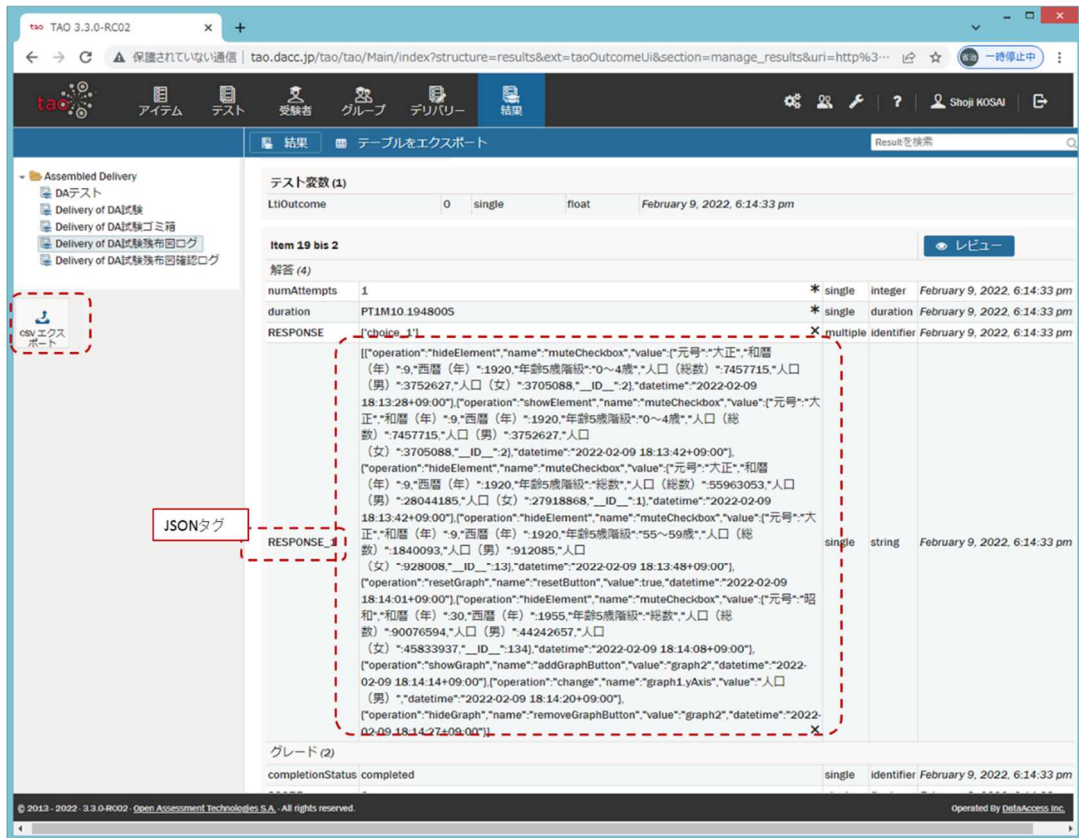 tao TAO 3.3.0-RC02
保護されていない通信 | tao.dacc.jp/tao/tao/Main/index?structure=results&ext=taoOutcomeUi&section=manage_results&uri=http%3…
一時停止中
tao
アイテム テスト 受験者 グループ デリバリー 結果
? Shoji KOSAI
結果 テーブルをエクスポート Resultを検索
Assembled Delivery
DAテスト
Delivery of DA試験
Delivery of DA試験ゴミ箱
Delivery of DA試験残布図ログ
Delivery of DA試験残布図確認ログ
csv エクス
ポート
テスト変数 (1)
LtiOutcome 0 single float February 9, 2022, 6:14:33 pm
Item 19 bis 2 レビュー
解答 (4)
numAttempts 1 * single integer February 9, 2022, 6:14:33 pm
duration PT1M10.194800S * single duration February 9, 2022, 6:14:33 pm
RESPONSE ['choice_1'] × multiple identifier February 9, 2022, 6:14:33 pm
[{"operation":"hideElement","name":"muteCheckbox","value":{"元号":"大正","和暦
（年）":9,"西暦（年）":1920,"年齢5歳階級":"0～4歳","人口（総数）":7457715,"人口
（男）":3752627,"人口（女）":3705088,"__ID__":2},"datetime":"2022-02-09
18:13:28+09:00"},{"operation":"showElement","name":"muteCheckbox","value":{"元号":"大
正","和暦（年）":9,"西暦（年）":1920,"年齢5歳階級":"0～4歳","人口（総
数）":7457715,"人口（男）":3752627,"人口
（女）":3705088,"__ID__":2},"datetime":"2022-02-09 18:13:42+09:00"},
{"operation":"hideElement","name":"muteCheckbox","value":{"元号":"大正","和暦
（年）":9,"西暦（年）":1920,"年齢5歳階級":"総数","人口（総数）":55963053,"人口
（男）":28044185,"人口（女）":27918868,"__ID__":1},"datetime":"2022-02-09
18:13:42+09:00"},{"operation":"hideElement","name":"muteCheckbox","value":{"元号":"大
正","和暦（年）":9,"西暦（年）":1920,"年齢5歳階級":"55～59歳","人口（総
数）":1840093,"人口（男）":912085,"人口
（女）":928008,"__ID__":13},"datetime":"2022-02-09 18:13:48+09:00"},
{"operation":"resetGraph","name":"resetButton","value":true,"datetime":"2022-02-09
18:14:01+09:00"},{"operation":"hideElement","name":"muteCheckbox","value":{"元号":"昭
和","和暦（年）":30,"西暦（年）":1955,"年齢5歳階級":"総数","人口（総
数）":90076594,"人口（男）":44242657,"人口
（女）":45833937,"__ID__":134},"datetime":"2022-02-09 18:14:08+09:00"},
{"operation":"showGraph","name":"addGraphButton","value":"graph2","datetime":"2022-
02-09 18:14:14+09:00"},{"operation":"change","name":"graph1.yAxis","value":"人口
（男）","datetime":"2022-02-09 18:14:20+09:00"},
{"operation":"hideGraph","name":"removeGraphButton","value":"graph2","datetime":"2022-
02-09 18:14:27+09:00"}] ×
JSONタグ
RESPONSE_1 single string February 9, 2022, 6:14:33 pm
グレード (2)
completionStatus completed single identifier February 9, 2022, 6:14:33 pm
© 2013 - 2022 · 3.3.0-RC02 · Open Assessment Technologies S.A. · All rights reserved. Operated By DataAccess Inc.